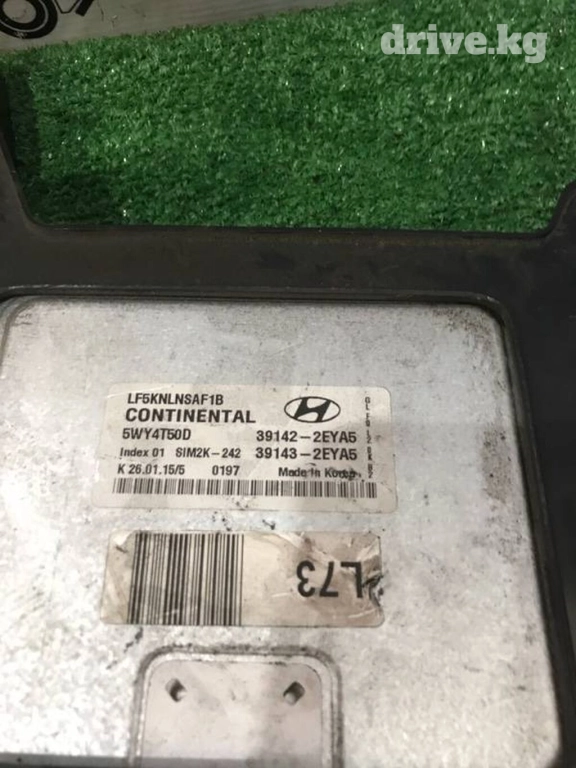 drive.kg
LF5KNLNSAF1B
CONTINENTAL
5WY4T50D 39142-2EYA5
Index 01 SIM2K-242 39143-2EYA5
K 26.01.15/5 0197 Made in Korea
L73